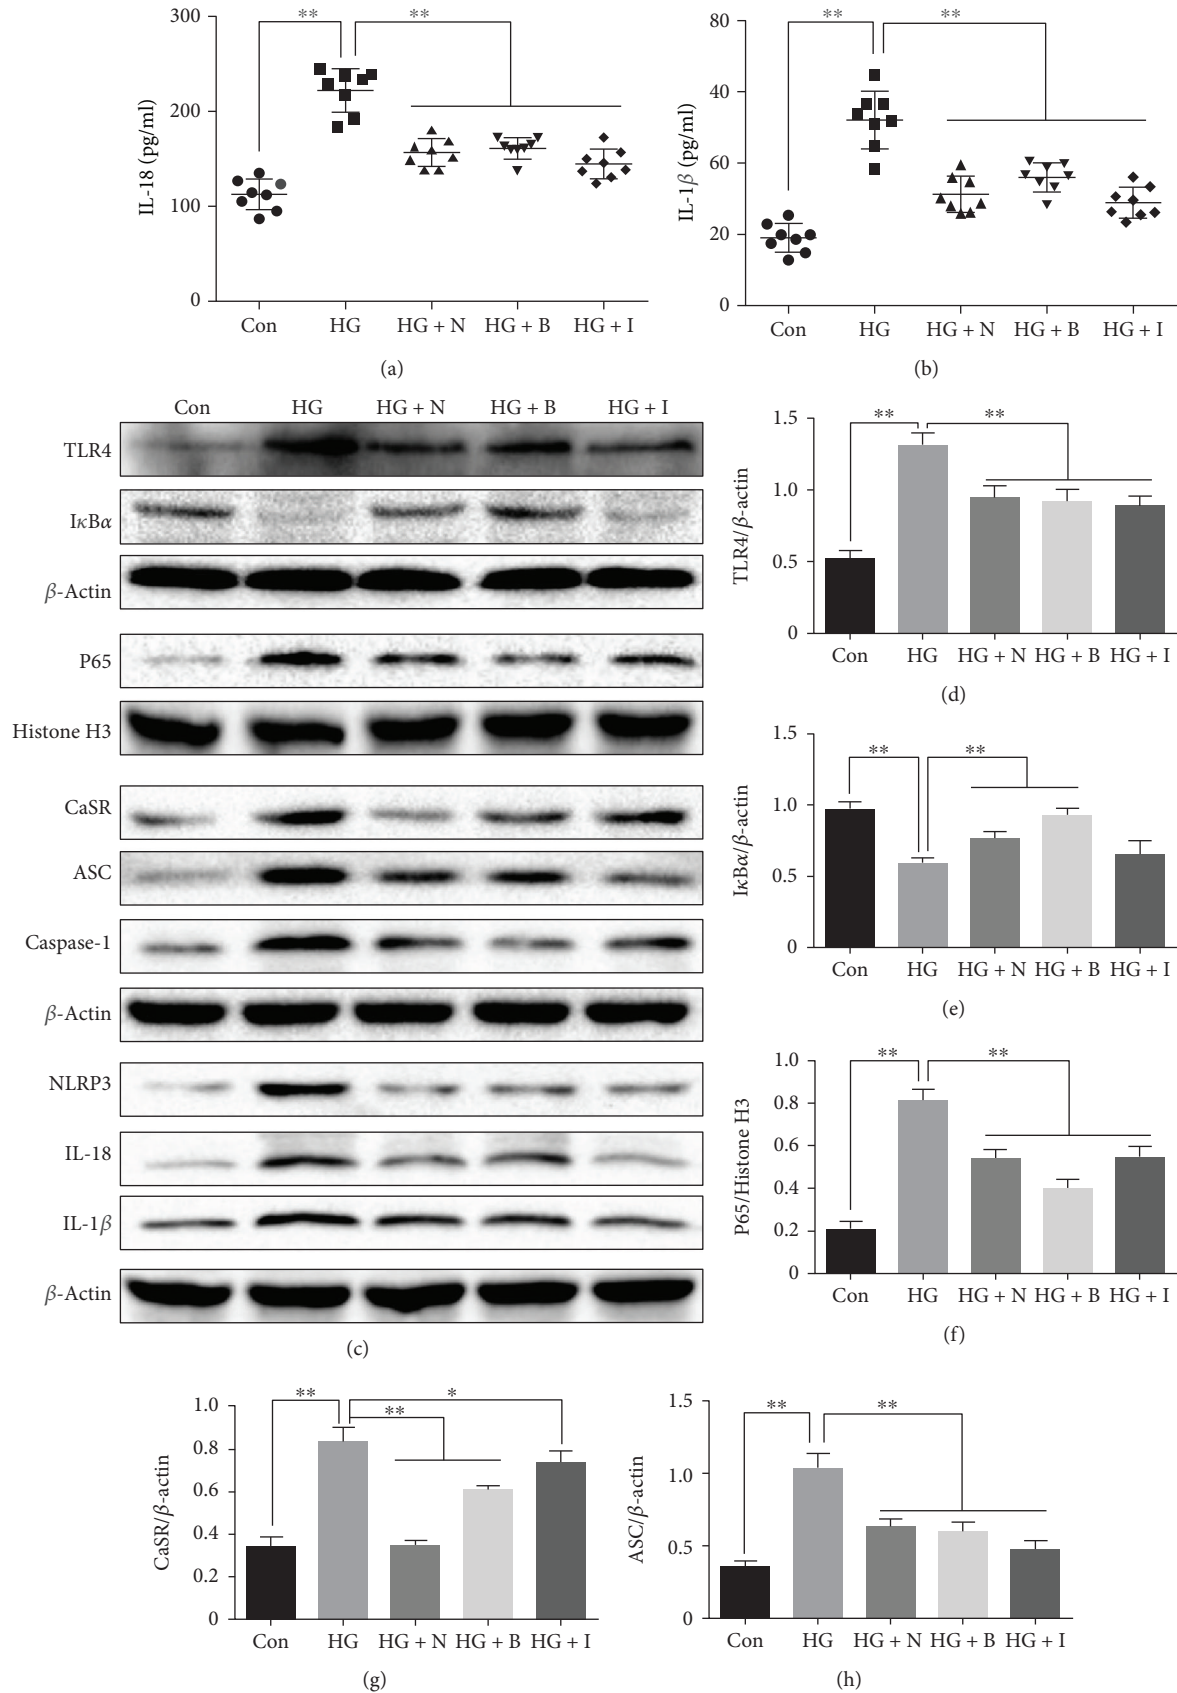 **
**
300
200
100
0
IL-18 (pg/ml)
Con
HG
HG + N
HG + B
HG + I
(a)
**
**
80
40
60
20
0
IL-1β (pg/ml)
Con
HG
HG + N
HG + B
HG + I
(b)
Con
HG
HG + N
HG + B
HG + I
TLR4
IκBα
β-Actin
P65
Histone H3
CaSR
ASC
Caspase-1
β-Actin
NLRP3
IL-18
IL-1β
β-Actin
(c)
**
**
1.5
1.0
0.5
0
TLR4/β-actin
Con
HG
HG + N
HG + B
HG + I
(d)
**
**
1.5
1.0
0.5
0
IκBα/β-actin
Con
HG
HG + N
HG + B
HG + I
(e)
**
**
1.0
0.8
0.6
0.4
0.2
0
P65/Histone H3
Con
HG
HG + N
HG + B
HG + I
(f)
**
*
**
1.0
0.8
0.6
0.4
0.2
0
CaSR/β-actin
Con
HG
HG + N
HG + B
HG + I
(g)
**
**
1.5
1.0
0.5
0
ASC/β-actin
Con
HG
HG + N
HG + B
HG + I
(h)